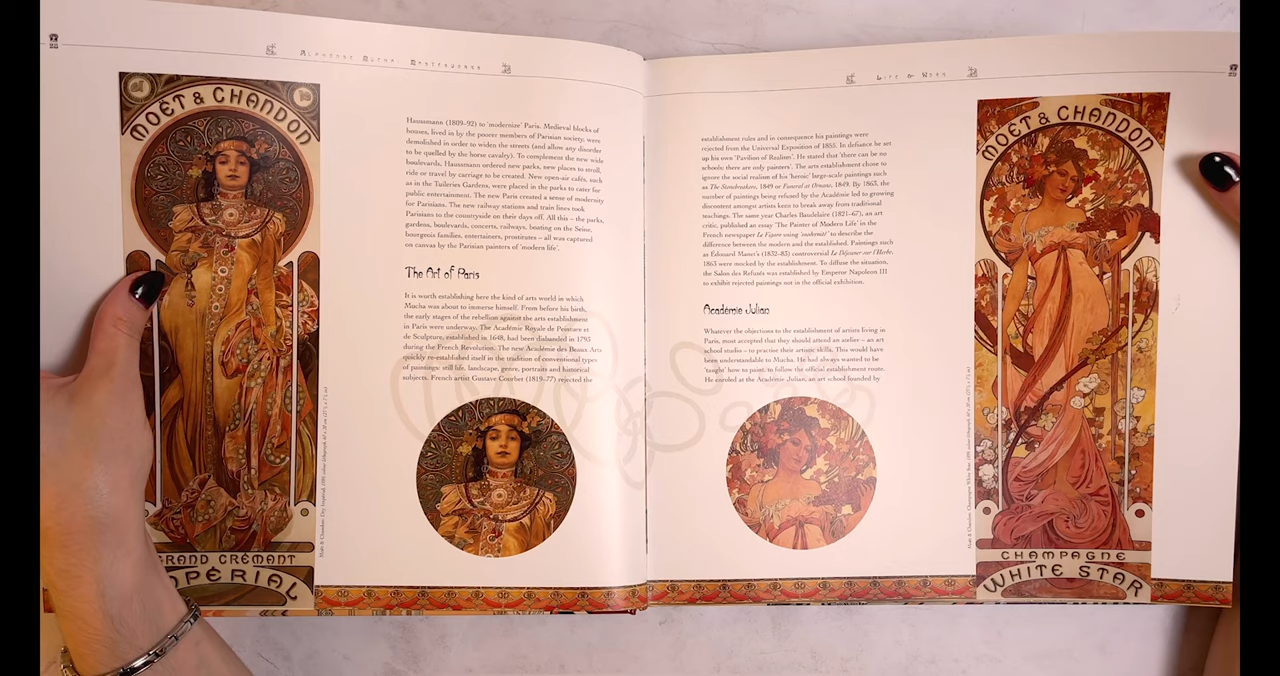 28
Alphonse Mucha Masterworks
MOËT & CHANDON
GRAND CRÉMANT
IMPÉRIAL
Haussmann (1809–92) to 'modernize' Paris. Medieval blocks of
houses, lived in by the poorer members of Parisian society, were
demolished in order to widen the streets (and allow any disorder
to be quelled by the horse cavalry). To complement the new wide
boulevards, Haussmann ordered new parks, new places to stroll,
ride or travel by carriage to be created. New open-air cafés, such
as in the Tuileries Gardens, were placed in the parks to cater for
public entertainment. The new Paris created a sense of modernity
for Parisians. The new railway stations and train lines took
Parisians to the countryside on their days off. All this – the parks,
gardens, boulevards, concerts, railways, boating on the Seine,
bourgeois families, entertainers, prostitutes – all was captured
on canvas by the Parisian painters of 'modern life'.
The Art of Paris
It is worth establishing here the kind of arts world in which
Mucha was about to immerse himself. From before his birth,
the early stages of the rebellion against the arts establishment
in Paris were underway. The Académie Royale de Peinture et
de Sculpture, established in 1648, had been disbanded in 1793
during the French Revolution. The new Académie des Beaux Arts
quickly re-established itself in the tradition of conventional types
of paintings: still life, landscape, genre, portraits and historical
subjects. French artist Gustave Courbet (1819–77) rejected the
29
Life & Work
establishment rules and in consequence his paintings were
rejected from the Universal Exposition of 1855. In defiance he set
up his own 'Pavilion of Realism'. He stated that 'there can be no
schools; there are only painters'. The arts establishment chose to
ignore the social realism of his 'heroic' large-scale paintings such
as The Stonebreakers, 1849 or Funeral at Ornans, 1849. By 1863, the
number of paintings being refused by the Académie led to growing
discontent amongst artists keen to break away from traditional
teachings. The same year Charles Baudelaire (1821–67), an art
critic, published an essay 'The Painter of Modern Life' in the
French newspaper Le Figaro using 'modernité' to describe the
difference between the modern and the established. Paintings such
as Édouard Manet's (1832–83) controversial Le Déjeuner sur l'Herbe,
1863 were mocked by the establishment. To diffuse the situation,
the Salon des Refusés was established by Emperor Napoleon III
to exhibit rejected paintings not in the official exhibition.
Académie Julian
Whatever the objections to the establishment of artists living in
Paris, most accepted that they should attend an atelier – an art
school studio – to practise their artistic skills. This would have
been understandable to Mucha. He had always wanted to be
'taught' how to paint, to follow the official establishment route.
He enroled at the Académie Julian, an art school founded by
MOËT & CHANDON
CHAMPAGNE
WHITE STAR